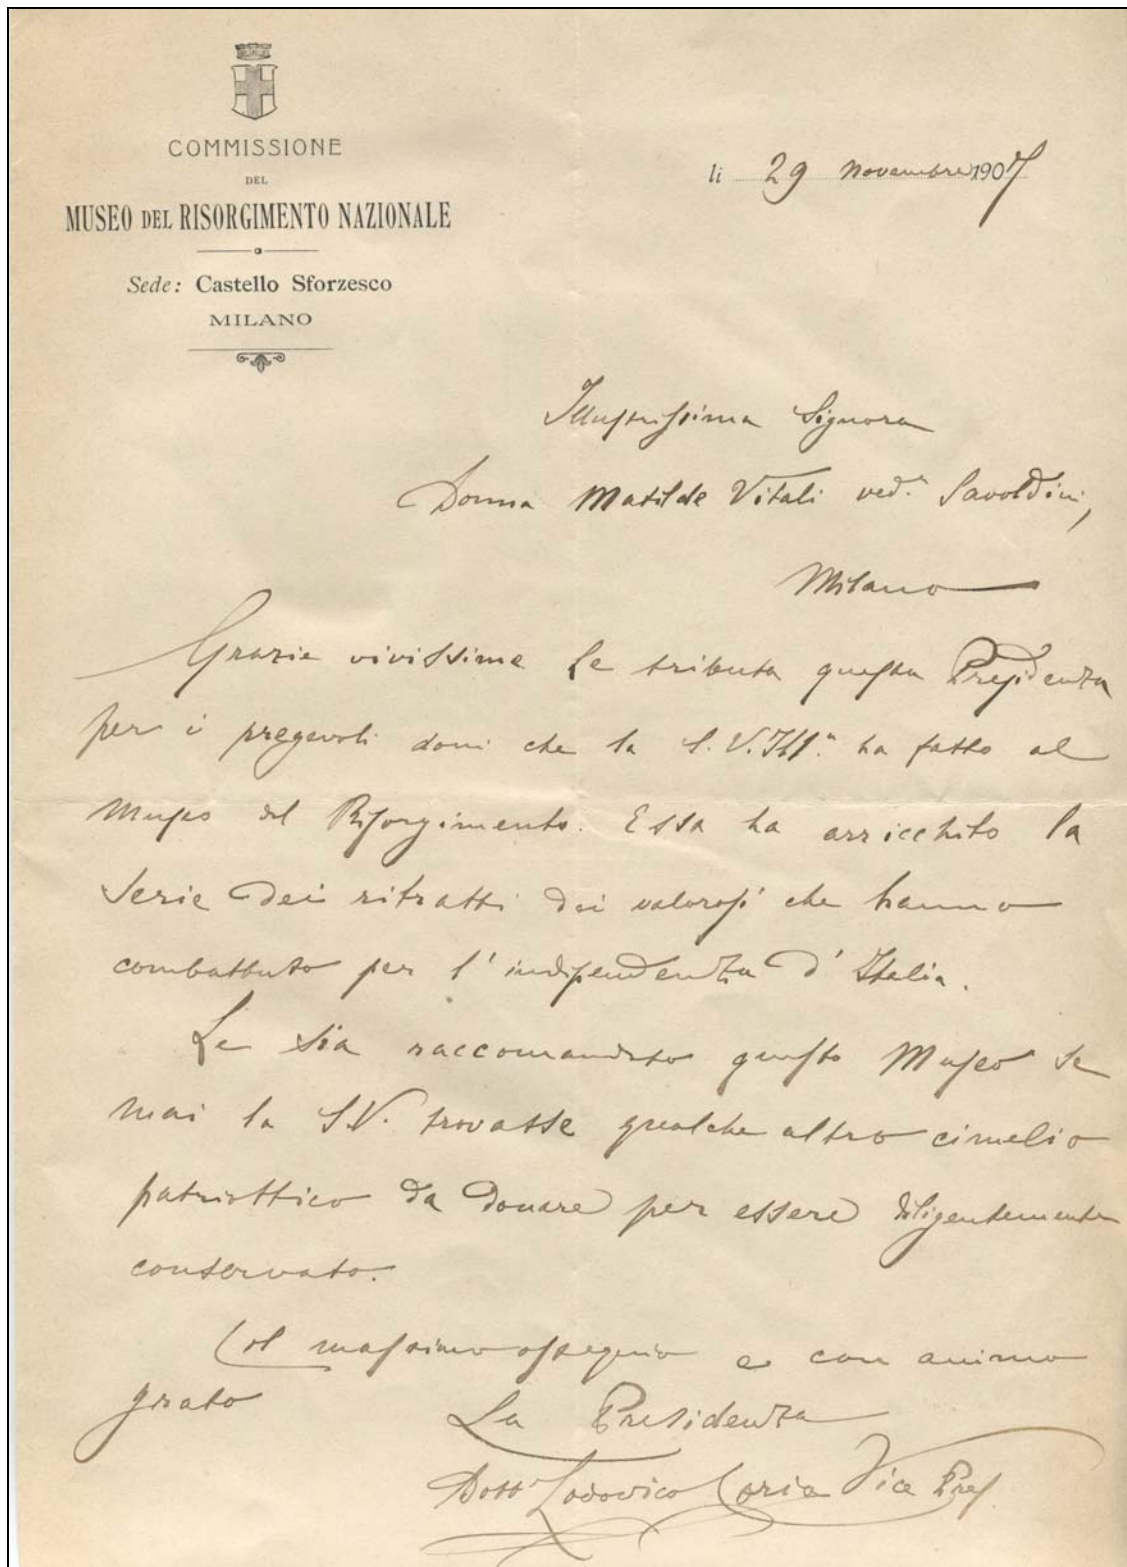 COMMISSIONE
DEL
MUSEO DEL RISORGIMENTO NAZIONALE
Sede: Castello Sforzesco
MILANO
li 29 Novembre 1907
Illustrissima Signora
Donna Matilde Vitali ved.a Savoldini,
Milano
Grazie vivissime Le tributa questa Presidenza
per i pregevoli doni che la S. V. Ill.a ha fatto al
Museo del Risorgimento. Essa ha arricchito la
serie dei ritratti dei valorosi che hanno
combattuto per l'indipendenza d'Italia.
Le sia raccomandato questo Museo se
mai la S.V. trovasse qualche altro cimelio
patriottico da donare per essere diligentemente
conservato.
Col massimo ossequio e con animo
grato
La Presidenza
Dott Lodovico Coria Vice Pres.